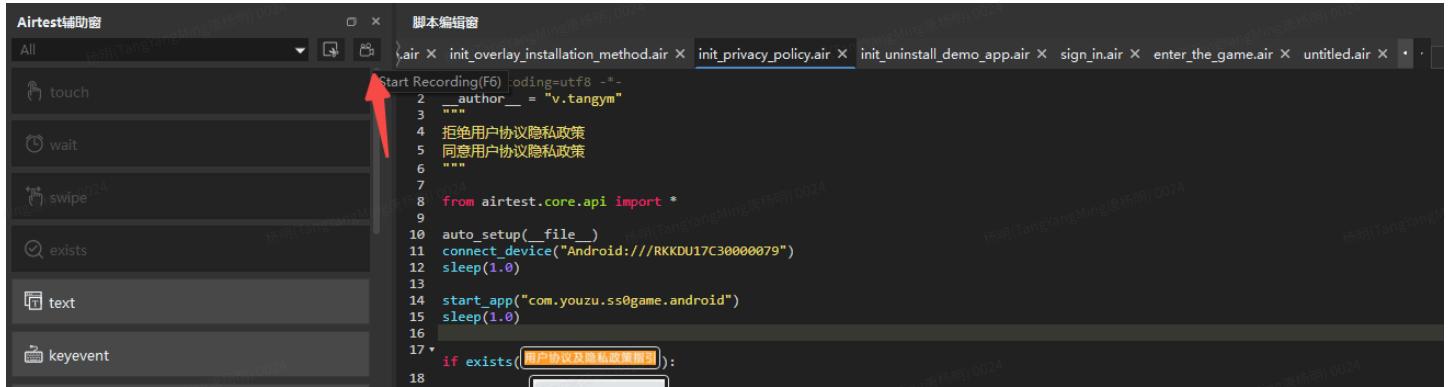 Airtest辅助窗
All
touch
wait
swipe
exists
text
keyevent
脚本编辑窗
.air × init_overlay_installation_method.air × init_privacy_policy.air × init_uninstall_demo_app.air × sign_in.air × enter_the_game.air × untitled.air ×
Start Recording(F6)
oding=utf8 -*-
2 __author__ = "v.tangym"
3 """
4 拒绝用户协议隐私政策
5 同意用户协议隐私政策
6 """
7
8 from airtest.core.api import *
9
10 auto_setup(__file__)
11 connect_device("Android:///RKKDU17C30000079")
12 sleep(1.0)
13
14 start_app("com.youzu.ss0game.android")
15 sleep(1.0)
16
17 if exists(用户协议及隐私政策指引):
18